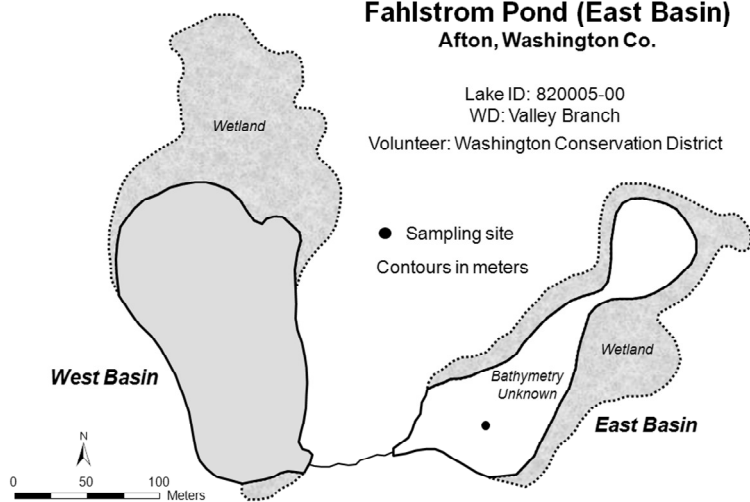 Fahlstrom Pond (East Basin)
Afton, Washington Co.
Lake ID: 820005-00
WD: Valley Branch
Volunteer: Washington Conservation District
Wetland
Sampling site
Contours in meters
Wetland
Bathymetry
Unknown
West Basin
East Basin
N
0 50 100
Meters